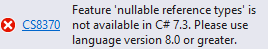 Feature 'nullable reference types' is
CS8370 not available in C# 7.3. Please use
language version 8.0 or greater.